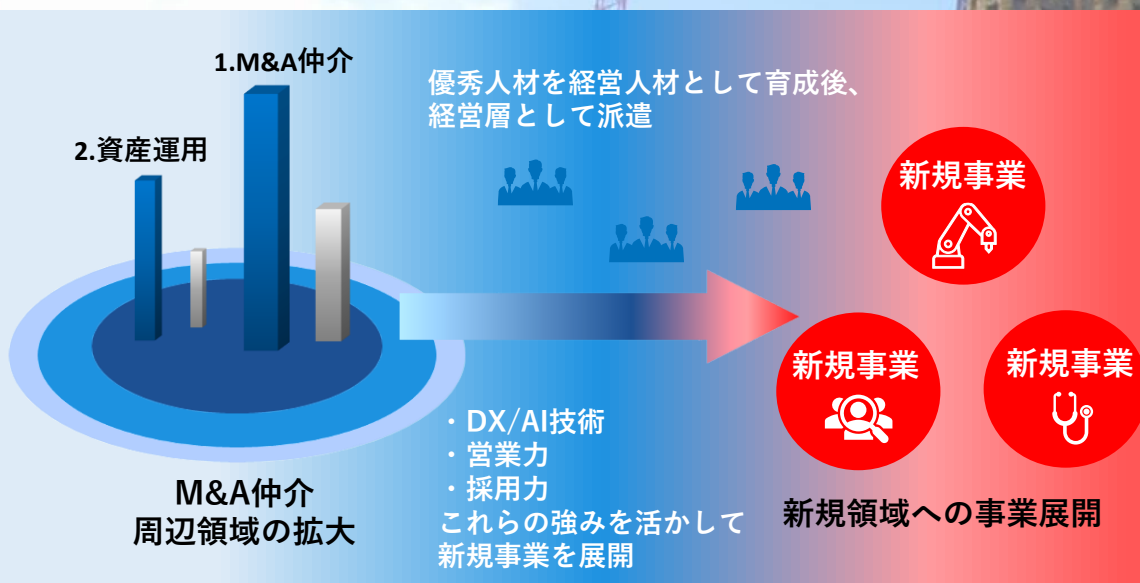 1.M&A仲介
2.資産運用
M&A仲介
周辺領域の拡大
優秀人材を経営人材として育成後、
経営層として派遣
・DX/AI技術
・営業力
・採用力
これらの強みを活かして
新規事業を展開
新規事業
新規事業
新規事業
新規領域への事業展開